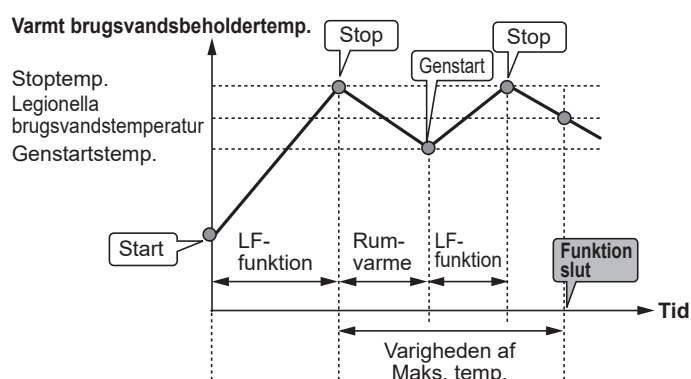 Varmt brugsvandsbeholdertemp.
Stop
Stop
Genstart
Stoptemp.
Legionella
brugsvandstemperatur
Genstartstemp.
Start
LF-
funktion
Rum-
varme
LF-
funktion
Funktion
slut
Tid
Varigheden af
Maks. temp.